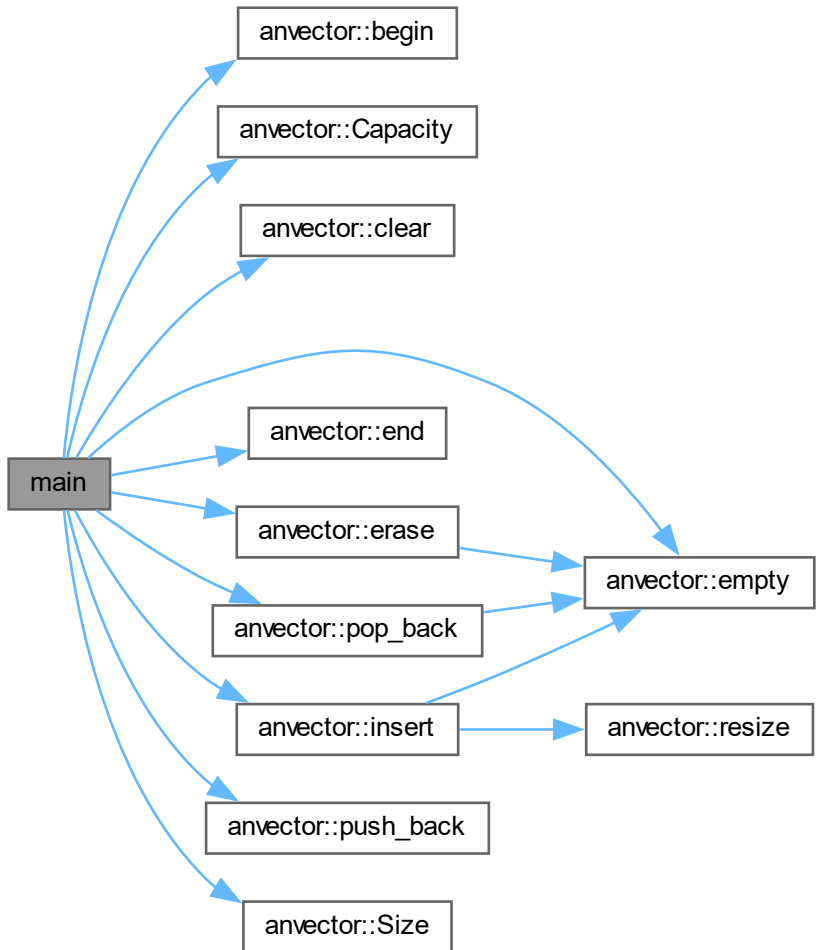 anvector::begin
anvector::Capacity
anvector::clear
anvector::end
main
anvector::erase
anvector::empty
anvector::pop_back
anvector::insert
anvector::resize
anvector::push_back
anvector::Size